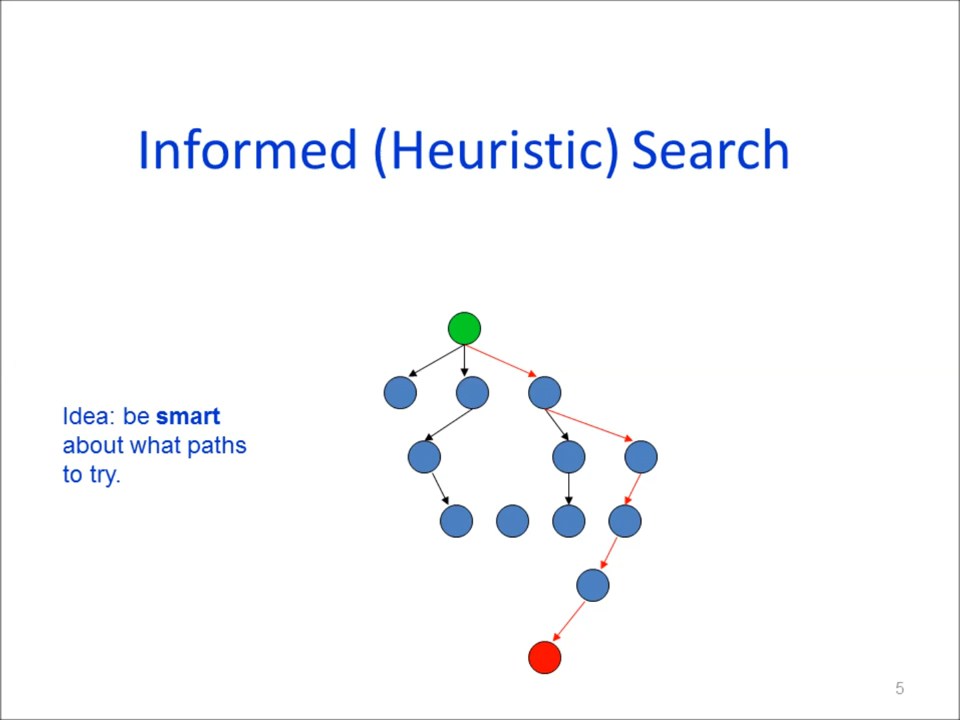 Informed (Heuristic) Search
Idea: be smart
about what paths
to try.
5